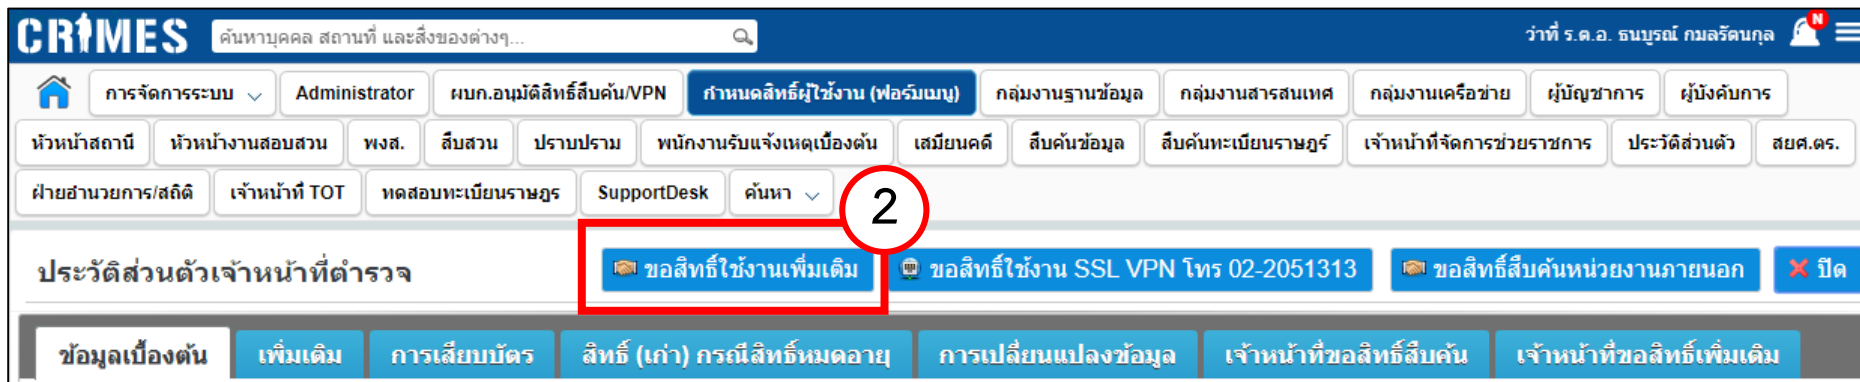 CRIMES ค้นหาบุคคล สถานที่ และสิ่งของต่างๆ... ว่าที่ ร.ต.อ. ธนบูรณ์ กมลรัตนกุล N
การจัดการระบบ Administrator ผบก.อนุมัติสิทธิ์สืบค้น/VPN กำหนดสิทธิ์ผู้ใช้งาน (ฟอร์มเมนู) กลุ่มงานฐานข้อมูล กลุ่มงานสารสนเทศ กลุ่มงานเครือข่าย ผู้บัญชาการ ผู้บังคับการ
หัวหน้าสถานี หัวหน้างานสอบสวน พงส. สืบสวน ปราบปราม พนักงานรับแจ้งเหตุเบื้องต้น เสมียนคดี สืบค้นข้อมูล สืบค้นทะเบียนราษฎร์ เจ้าหน้าที่จัดการช่วยราชการ ประวัติส่วนตัว สยศ.ตร.
ฝ่ายอำนวยการ/สถิติ เจ้าหน้าที่ TOT ทดสอบทะเบียนราษฎร SupportDesk ค้นหา 2
ประวัติส่วนตัวเจ้าหน้าที่ตำรวจ ขอสิทธิ์ใช้งานเพิ่มเติม ขอสิทธิ์ใช้งาน SSL VPN โทร 02-2051313 ขอสิทธิ์สืบค้นหน่วยงานภายนอก ปิด
ข้อมูลเบื้องต้น เพิ่มเติม การเสียบบัตร สิทธิ์ (เก่า) กรณีสิทธิ์หมดอายุ การเปลี่ยนแปลงข้อมูล เจ้าหน้าที่ขอสิทธิ์สืบค้น เจ้าหน้าที่ขอสิทธิ์เพิ่มเติม